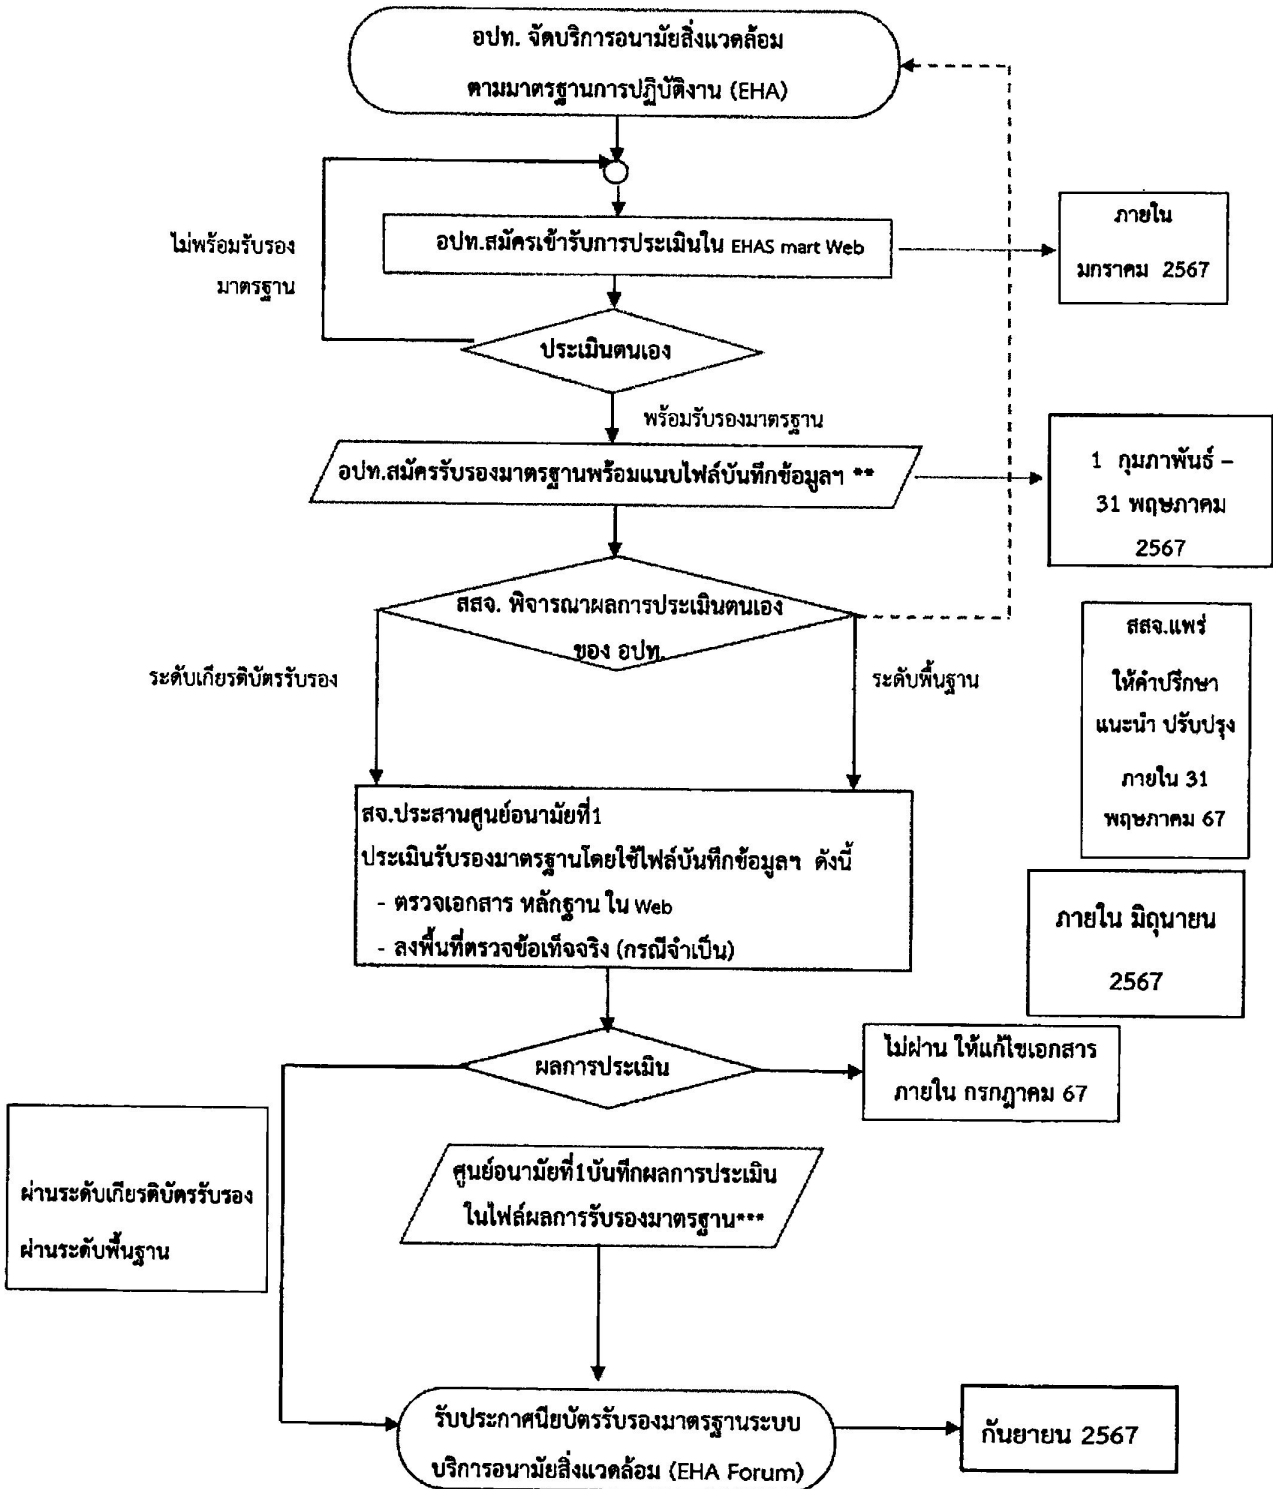 อปท. จัดบริการอนามัยสิ่งแวดล้อม
ตามมาตรฐานการปฏิบัติงาน (EHA)
ไม่พร้อมรับรอง
มาตรฐาน
อปท.สมัครเข้ารับการประเมินใน EHAS mart Web
ภายใน
มกราคม 2567
ประเมินตนเอง
พร้อมรับรองมาตรฐาน
อปท.สมัครรับรองมาตรฐานพร้อมแนบไฟล์บันทึกข้อมูลฯ **
1 กุมภาพันธ์ –
31 พฤษภาคม
2567
สสจ. พิจารณาผลการประเมินตนเอง
ของ อปท.
ระดับเกียรติบัตรรับรอง
ระดับพื้นฐาน
สสจ.แพร่
ให้คำปรึกษา
แนะนำ ปรับปรุง
ภายใน 31
พฤษภาคม 67
สจ.ประสานศูนย์อนามัยที่1
ประเมินรับรองมาตรฐานโดยใช้ไฟล์บันทึกข้อมูลฯ ดังนี้
- ตรวจเอกสาร หลักฐาน ใน Web
- ลงพื้นที่ตรวจข้อเท็จจริง (กรณีจำเป็น)
ภายใน มิถุนายน
2567
ผลการประเมิน
ไม่ผ่าน ให้แก้ไขเอกสาร
ภายใน กรกฎาคม 67
ผ่านระดับเกียรติบัตรรับรอง
ผ่านระดับพื้นฐาน
ศูนย์อนามัยที่1บันทึกผลการประเมิน
ในไฟล์ผลการรับรองมาตรฐาน***
รับประกาศนียบัตรรับรองมาตรฐานระบบ
บริการอนามัยสิ่งแวดล้อม (EHA Forum)
กันยายน 2567